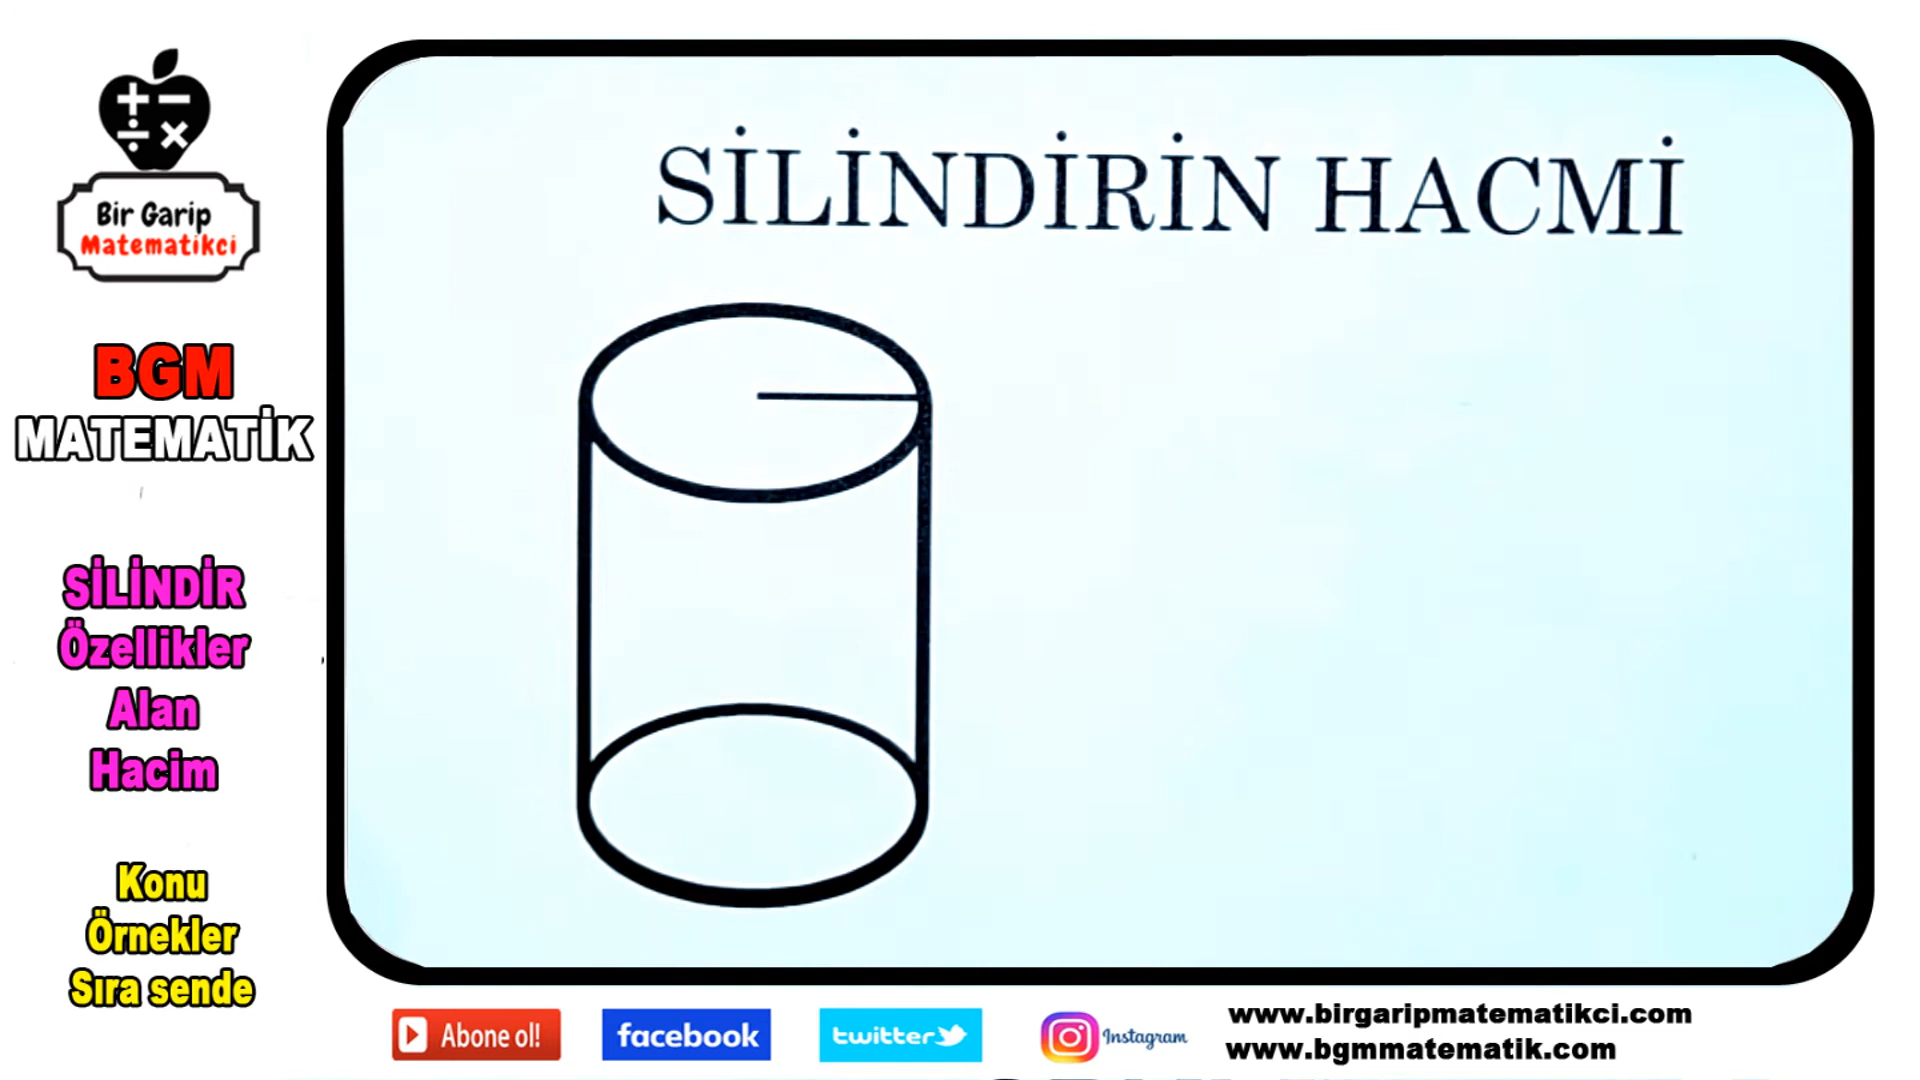 Bir Garip
Matematikci
BGM
MATEMATİK
SİLİNDİR
Özellikler
Alan
Hacim
Konu
Örnekler
Sıra sende
SİLİNDİRİN HACMİ
Abone ol!
facebook
twitter
Instagram
www.birgaripmatematikci.com
www.bgmmatematik.com